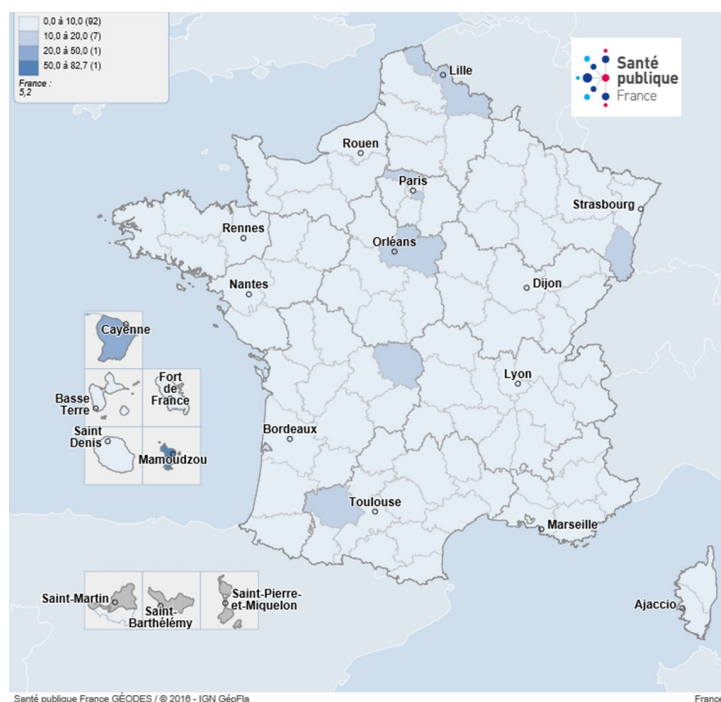 0,0 à 10,0 (92)
10,0 à 20,0 (7)
20,0 à 50,0 (1)
50,0 à 82,7 (1)
France :
5,2
Santé
publique
France
Lille
Rouen
Paris
Strasbourg
Rennes
Orléans
Nantes
Dijon
Cayenne
Lyon
Basse
Terre
Fort
de
France
Saint
Denis
Bordeaux
Mamoudzou
Toulouse
Marseille
Saint-Martin
Saint-
Barthélémy
Saint-Pierre-
et-Miquelon
Ajaccio
Santé publique France GÉODES / © 2016 - IGN GéoFla
France